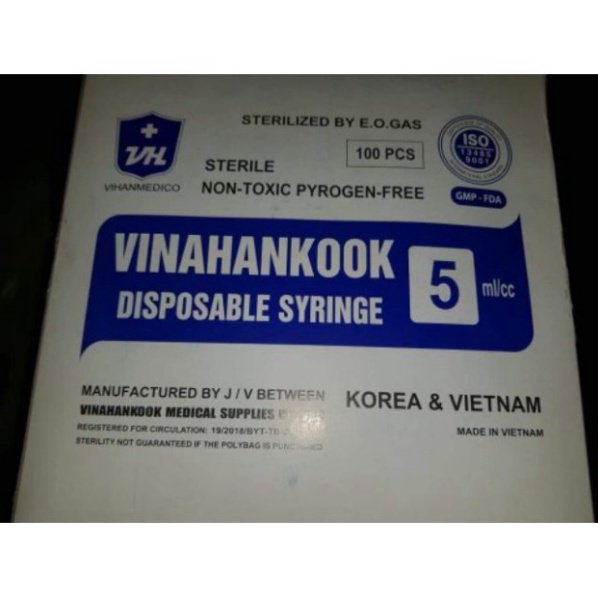 VH
VIHANMEDICO
STERILIZED BY E.O.GAS
100 PCS
STERILE
NON-TOXIC PYROGEN-FREE
ISO
13485
9001
GMP - FDA
VINAHANKOOK
DISPOSABLE SYRINGE
5 ml/cc
MANUFACTURED BY J / V BETWEEN
KOREA & VIETNAM
VINAHANKOOK MEDICAL SUPPLIES
MADE IN VIETNAM
REGISTERED FOR CIRCULATION: 19/2018/BYT-TB
STERILITY NOT GUARANTEED IF THE POLYBAG IS PUNCTURED